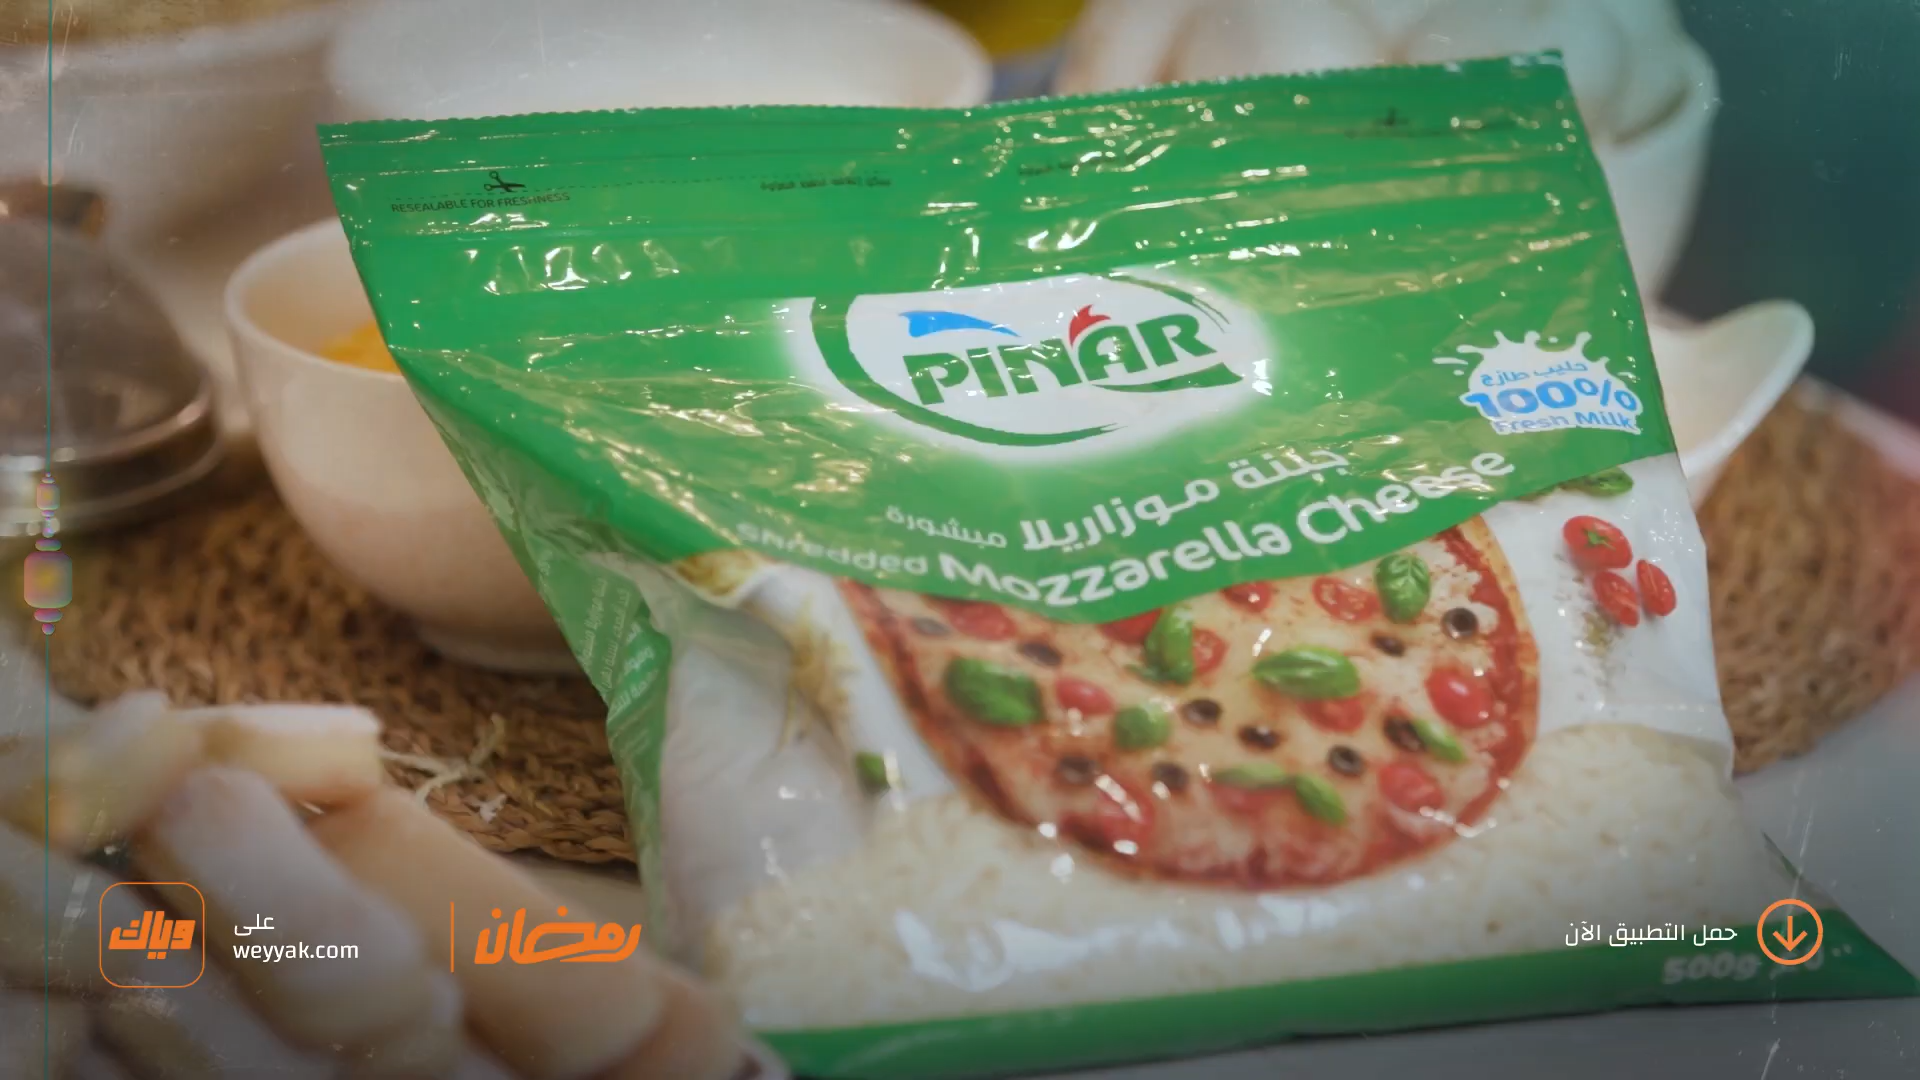 RESEALABLE FOR FRESHNESS
PINAR
حليب طازج
100%
Fresh Milk
جبنة موزاريلا مبشورة
Shredded Mozzarella Cheese
وياك
على
weyyak.com
رمضان
حمل التطبيق الآن
500g